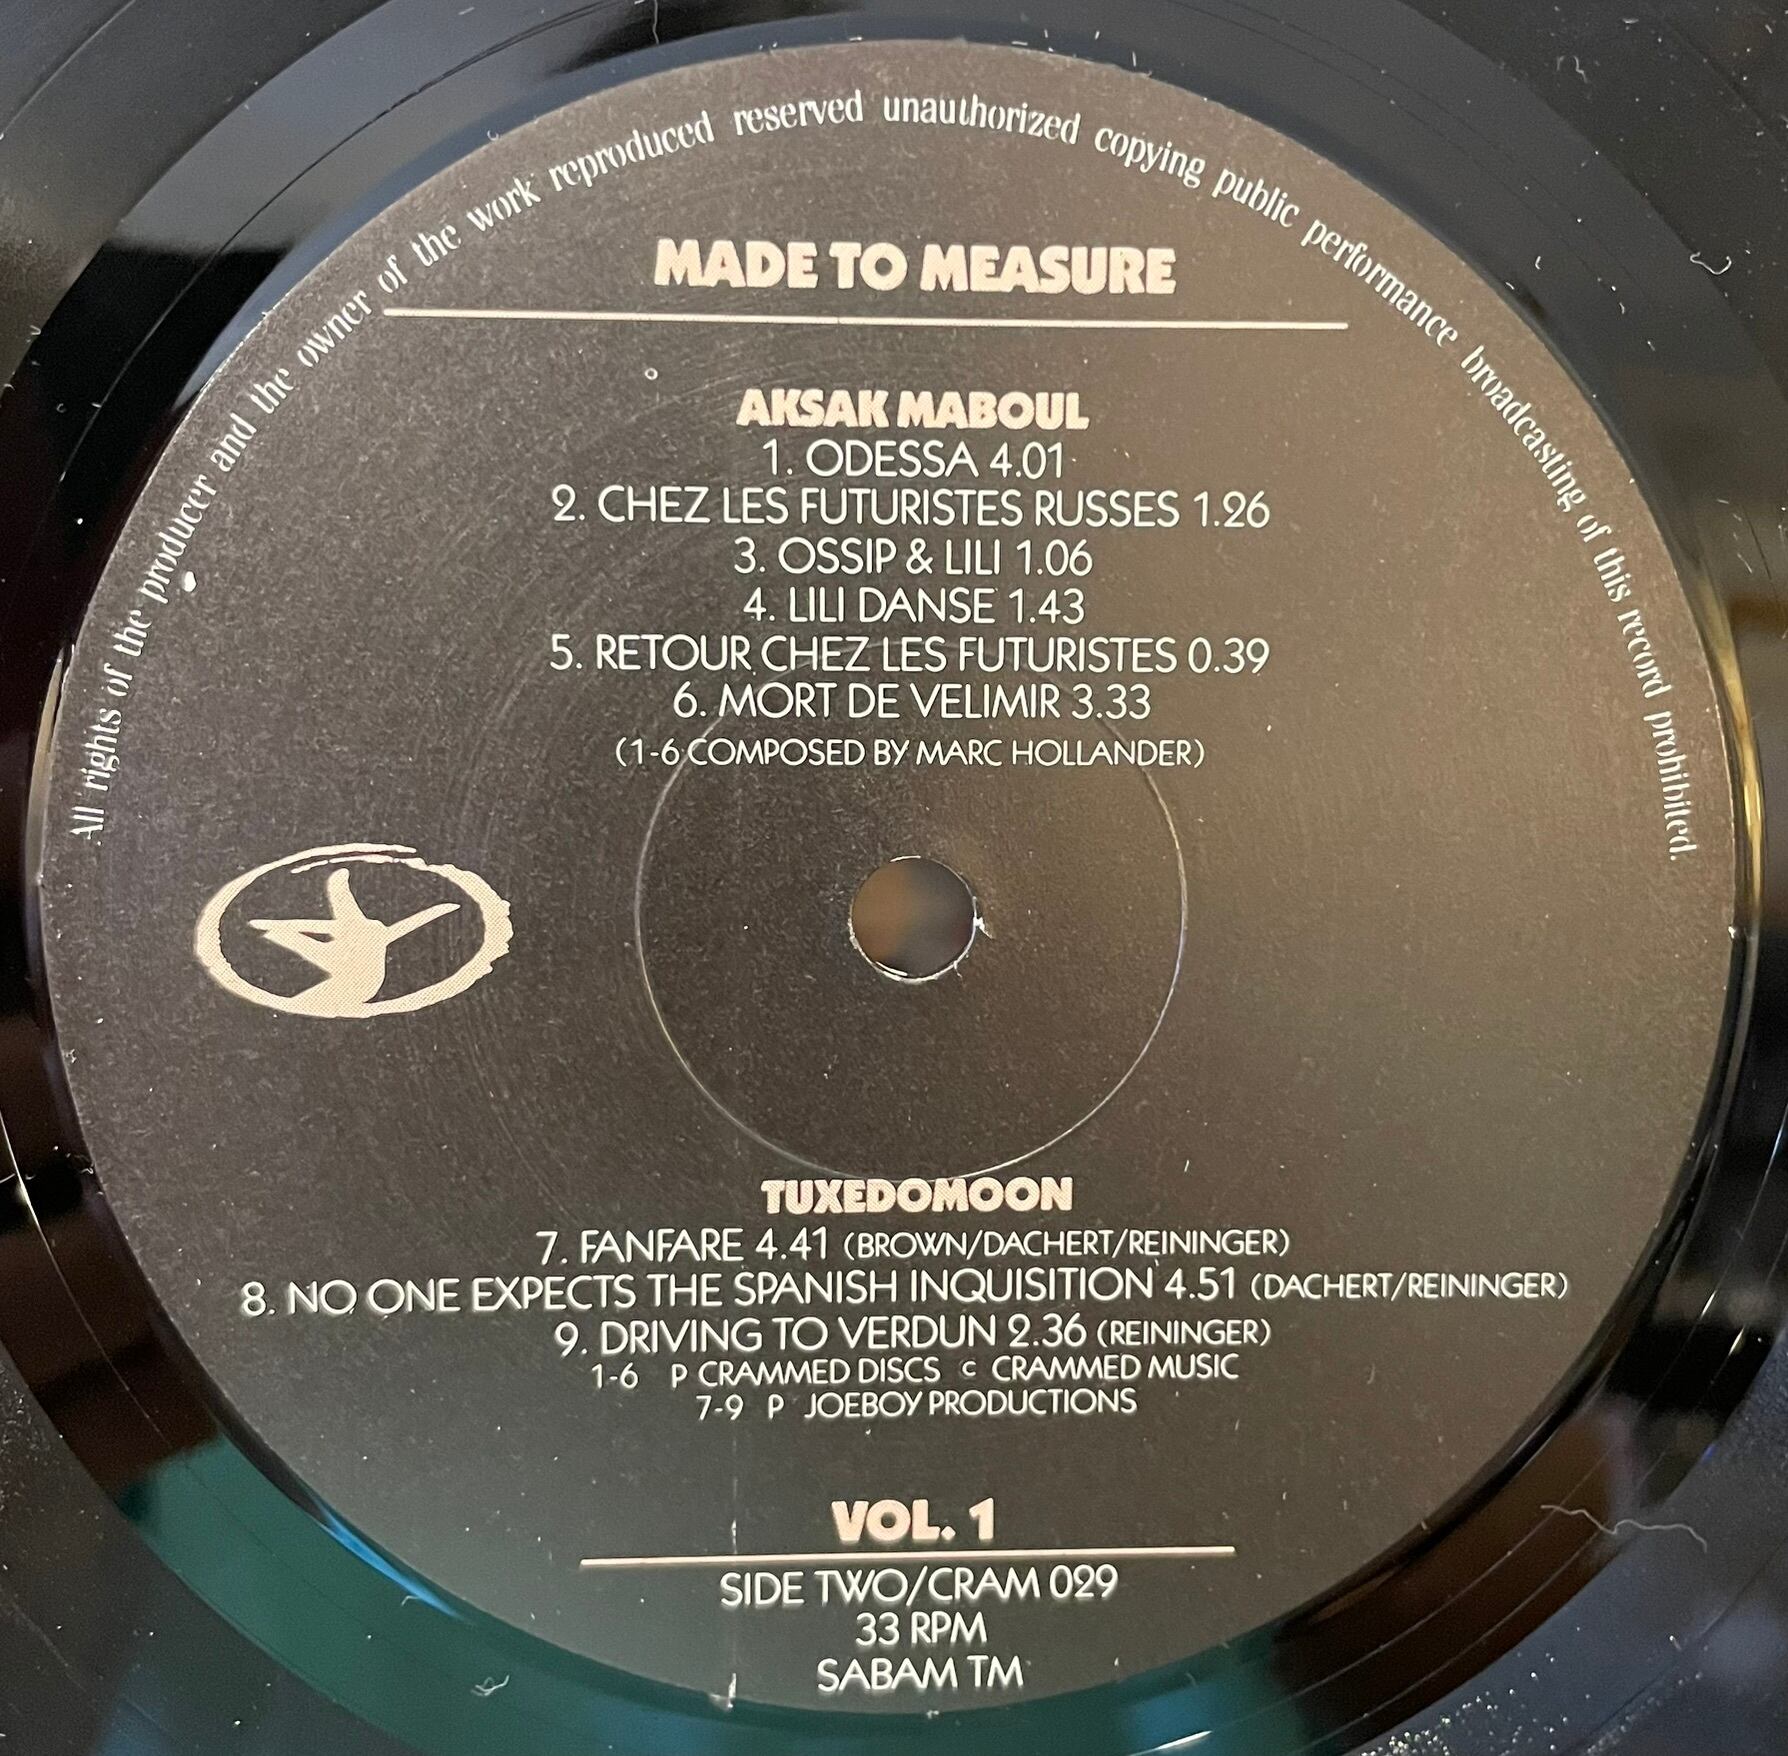 All rights of the producer and the owner of the work reproduced reserved unauthorized copying public performance broadcasting of this record prohibited.
MADE TO MEASURE
AKSAK MABOUL
1. ODESSA 4.01
2. CHEZ LES FUTURISTES RUSSES 1.26
3. OSSIP & LILI 1.06
4. LILI DANSE 1.43
5. RETOUR CHEZ LES FUTURISTES 0.39
6. MORT DE VELIMIR 3.33
(1-6 COMPOSED BY MARC HOLLANDER)
TUXEDOMOON
7. FANFARE 4.41 (BROWN/DACHERT/REININGER)
8. NO ONE EXPECTS THE SPANISH INQUISITION 4.51 (DACHERT/REININGER)
9. DRIVING TO VERDUN 2.36 (REININGER)
1-6 P CRAMMED DISCS c CRAMMED MUSIC
7-9 P JOEBOY PRODUCTIONS
VOL. 1
SIDE TWO/CRAM 029
33 RPM
SABAM TM